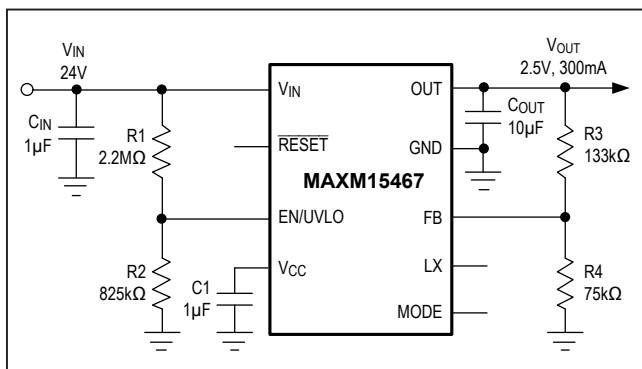 VIN
24V
VOUT
2.5V, 300mA
VIN
OUT
CIN
1µF
R1
2.2MΩ
COUT
10µF
R3
133kΩ
RESET
GND
MAXM15467
EN/UVLO
FB
R2
825kΩ
VCC
C1
1µF
LX
R4
75kΩ
MODE